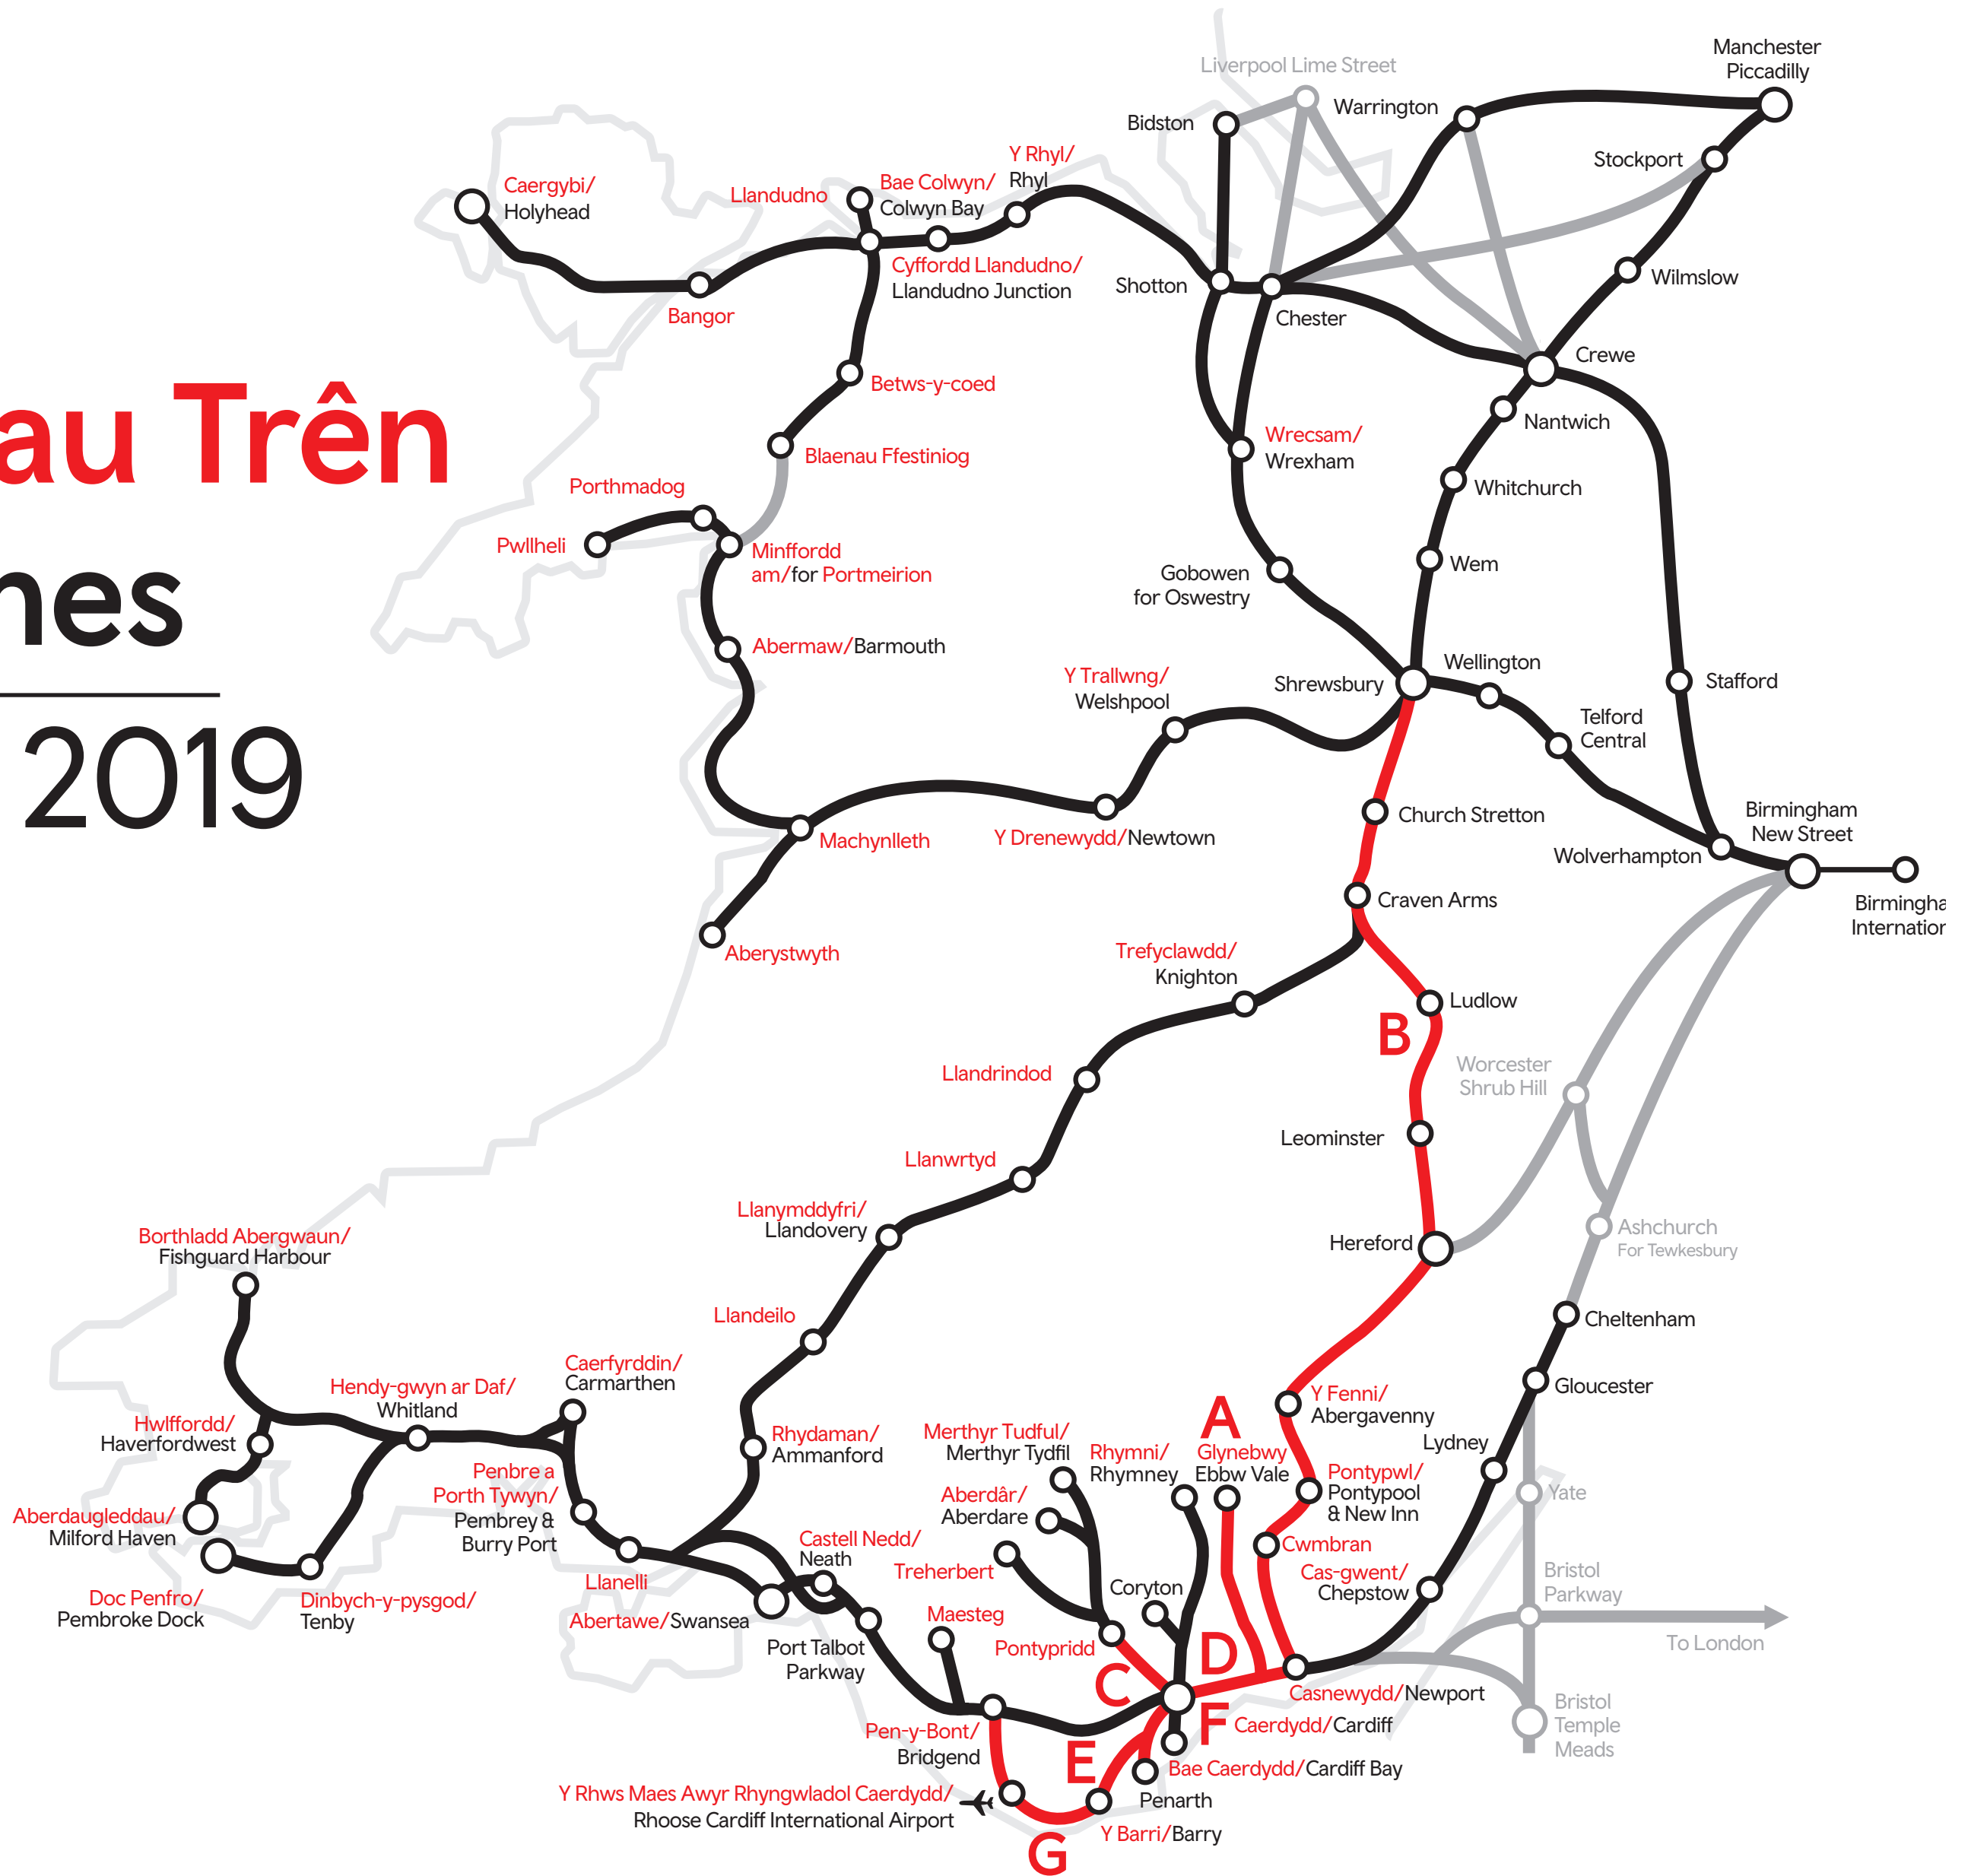 au Trên
nes
2019
Manchester
Piccadilly
Liverpool Lime Street
Warrington
Bidston
Stockport
Y Rhyl/
Rhyl
Caergybi/
Holyhead
Llandudno
Bae Colwyn/
Colwyn Bay
Cyffordd Llandudno/
Llandudno Junction
Shotton
Wilmslow
Bangor
Chester
Crewe
Betws-y-coed
Nantwich
Wrecsam/
Wrexham
Blaenau Ffestiniog
Whitchurch
Porthmadog
Pwllheli
Minffordd
am/for Portmeirion
Wem
Gobowen
for Oswestry
Abermaw/Barmouth
Wellington
Y Trallwng/
Welshpool
Shrewsbury
Stafford
Telford
Central
Church Stretton
Birmingham
New Street
Machynlleth
Y Drenewydd/Newtown
Wolverhampton
Craven Arms
Birmingha
Internation
Aberystwyth
Trefyclawdd/
Knighton
Ludlow
B
Llandrindod
Worcester
Shrub Hill
Leominster
Llanwrtyd
Llanymddyfri/
Llandovery
Hereford
Ashchurch
For Tewkesbury
Borthladd Abergwaun/
Fishguard Harbour
Llandeilo
Cheltenham
Caerfyrddin/
Carmarthen
Hendy-gwyn ar Daf/
Whitland
Gloucester
Y Fenni/
Abergavenny
A
Hwlffordd/
Haverfordwest
Rhydaman/
Ammanford
Merthyr Tudful/
Merthyr Tydfil
Rhymni/
Rhymney
Glynebwy
Ebbw Vale
Lydney
Penbre a
Porth Tywyn/
Pembrey &
Burry Port
Pontypwl/
Pontypool
& New Inn
Yate
Aberdaugleddau/
Milford Haven
Aberdâr/
Aberdare
Castell Nedd/
Neath
Cwmbran
Treherbert
Cas-gwent/
Chepstow
Bristol
Parkway
Llanelli
Coryton
Doc Penfro/
Pembroke Dock
Dinbych-y-pysgod/
Tenby
Abertawe/Swansea
Maesteg
Port Talbot
Parkway
Pontypridd
D
To London
C
Casnewydd/Newport
Pen-y-Bont/
Bridgend
F
Caerdydd/Cardiff
Bristol
Temple
Meads
E
Bae Caerdydd/Cardiff Bay
Y Rhws Maes Awyr Rhyngwladol Caerdydd/
Rhoose Cardiff International Airport
Penarth
Y Barri/Barry
G